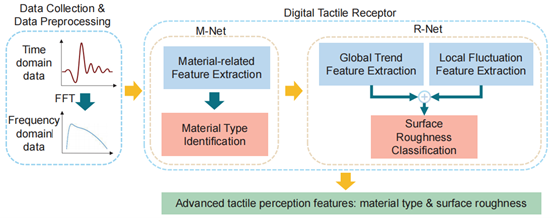 Data Collection &
Data Preprocessing
Time
domain
data
FFT
Frequency
domain
data
Digital Tactile Receptor
M-Net
Material-related
Feature Extraction
Material Type
Identification
R-Net
Global Trend
Feature Extraction
Local Fluctuation
Feature Extraction
Surface
Roughness
Classification
Advanced tactile perception features: material type & surface roughness